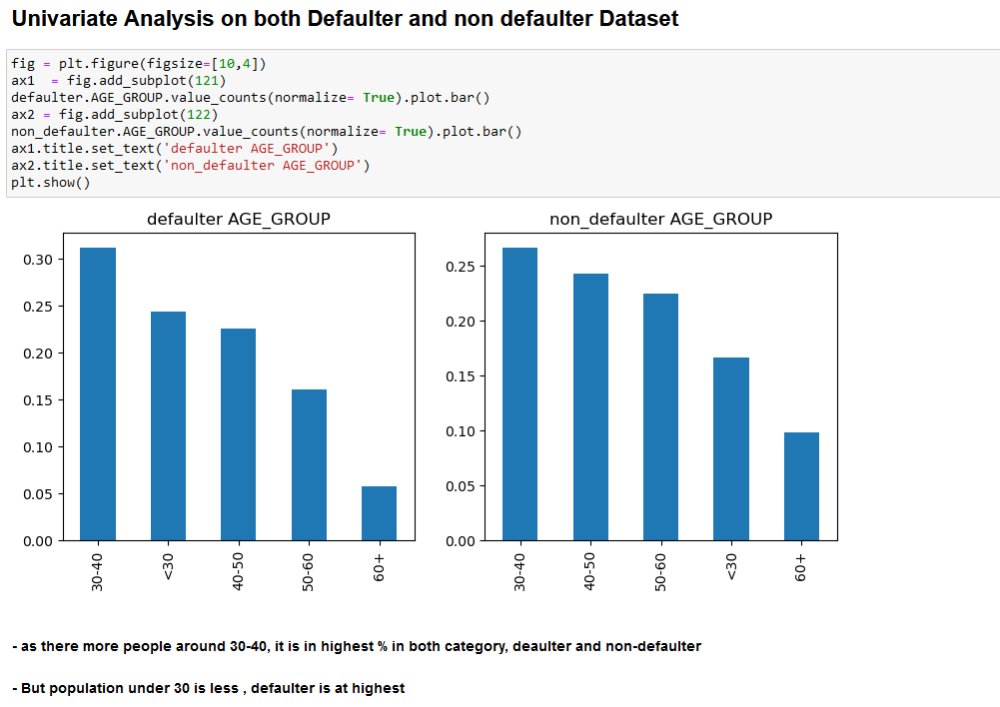 Univariate Analysis on both Defaulter and non defaulter Dataset
fig = plt.figure(figsize=[10,4])
ax1  = fig.add_subplot(121)
defaulter.AGE_GROUP.value_counts(normalize= True).plot.bar()
ax2 = fig.add_subplot(122)
non_defaulter.AGE_GROUP.value_counts(normalize= True).plot.bar()
ax1.title.set_text('defaulter AGE_GROUP')
ax2.title.set_text('non_defaulter AGE_GROUP')
plt.show()
defaulter AGE_GROUP
0.30
0.25
0.20
0.15
0.10
0.05
0.00
30-40
<30
40-50
50-60
60+
non_defaulter AGE_GROUP
0.25
0.20
0.15
0.10
0.05
0.00
30-40
40-50
50-60
<30
60+
- as there more people around 30-40, it is in highest % in both category, deaulter and non-defaulter
- But population under 30 is less , defaulter is at highest